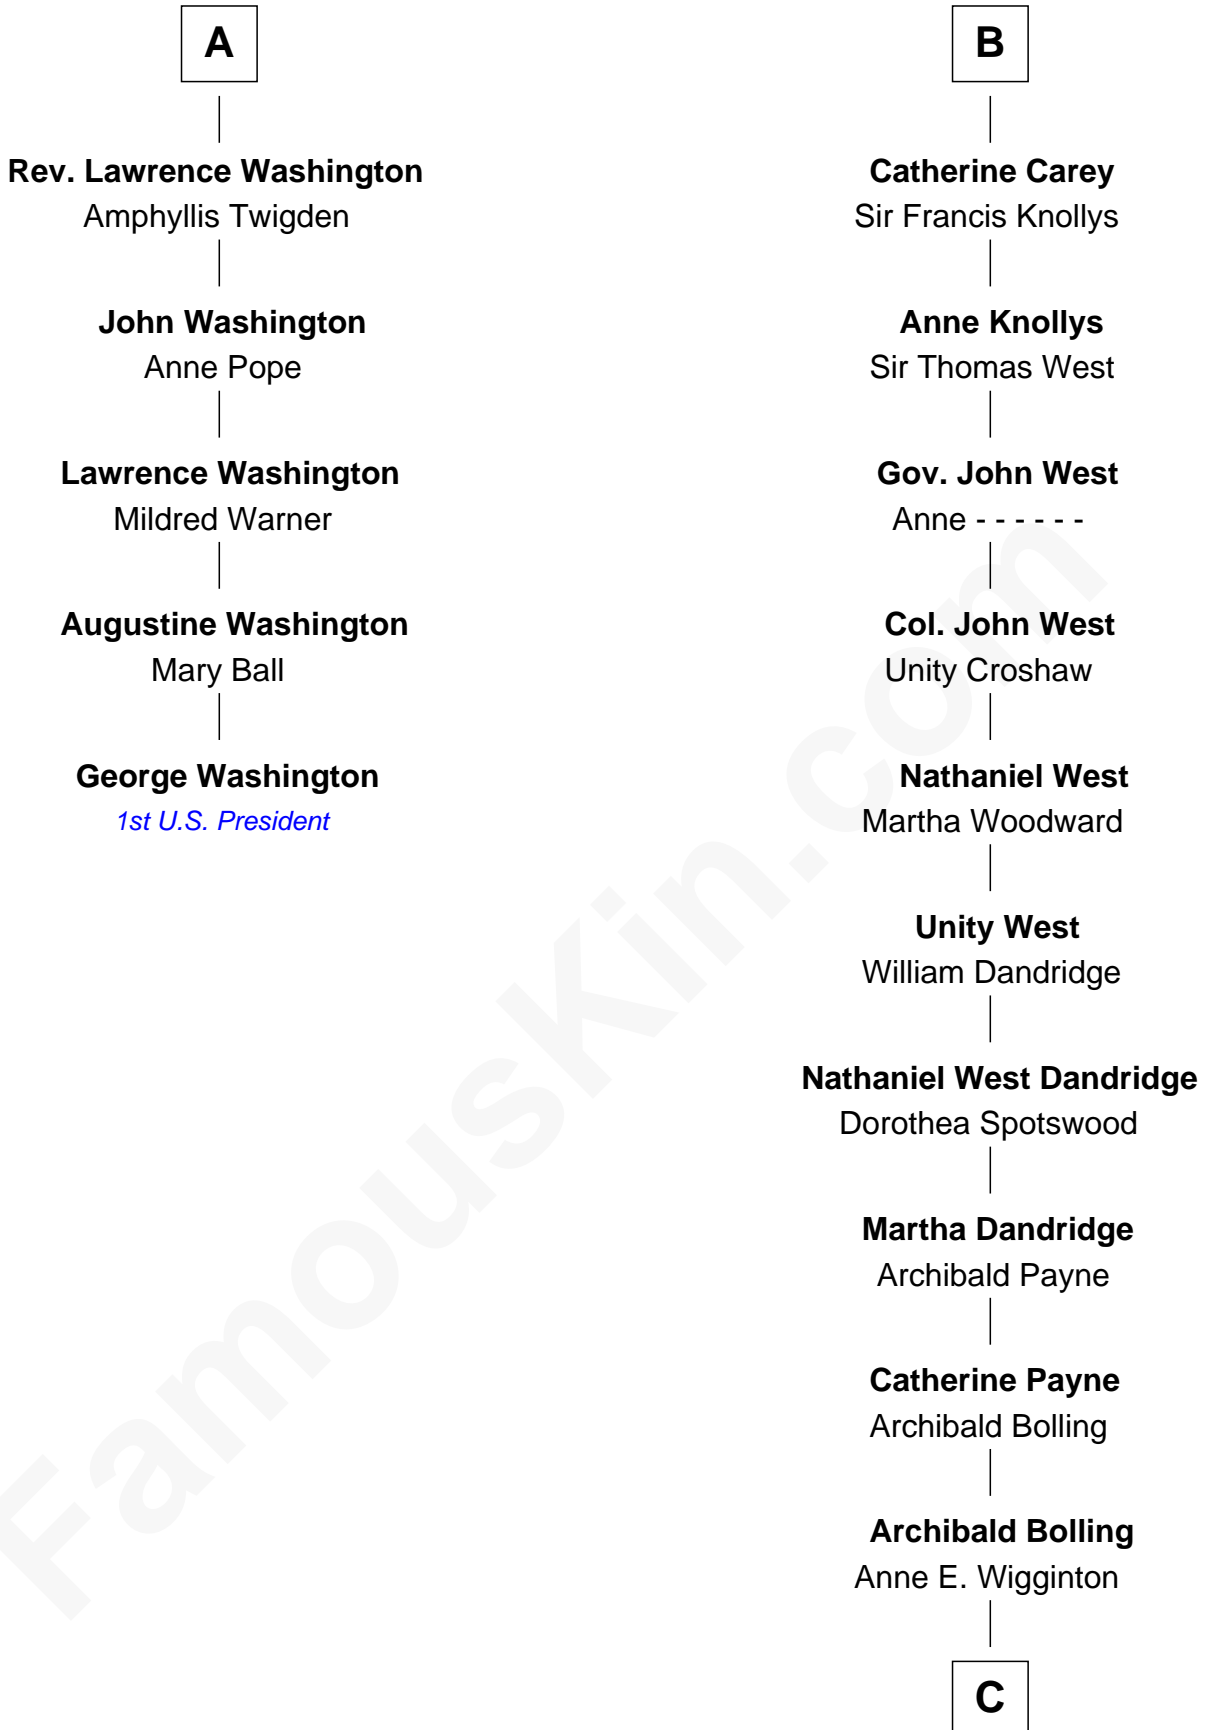 A
Rev. Lawrence Washington
Amphyllis Twigden
John Washington
Anne Pope
Lawrence Washington
Mildred Warner
Augustine Washington
Mary Ball
George Washington
1st U.S. President
B
Catherine Carey
Sir Francis Knollys
Anne Knollys
Sir Thomas West
Gov. John West
Anne - - - - - -
Col. John West
Unity Croshaw
Nathaniel West
Martha Woodward
Unity West
William Dandridge
Nathaniel West Dandridge
Dorothea Spotswood
Martha Dandridge
Archibald Payne
Catherine Payne
Archibald Bolling
Archibald Bolling
Anne E. Wigginton
C
FamousKin.com